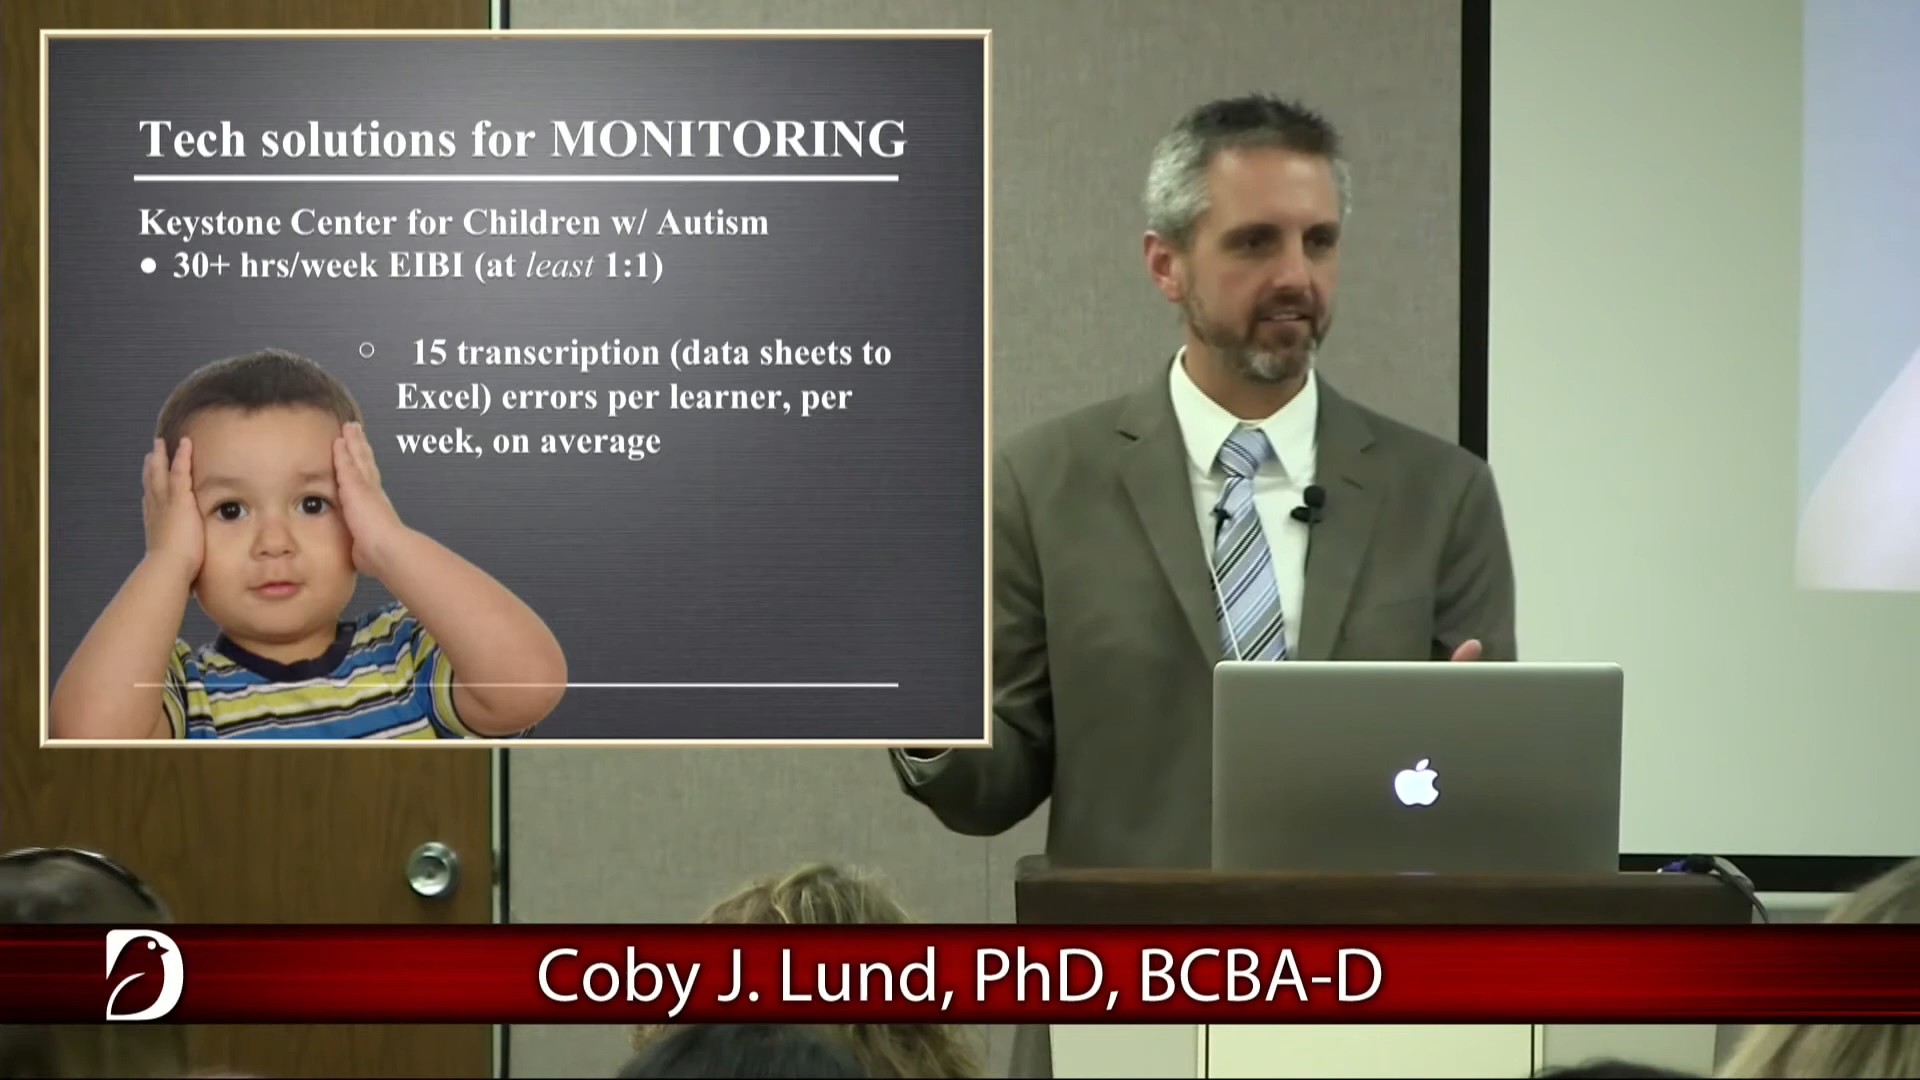 Tech solutions for MONITORING
Keystone Center for Children w/ Autism
● 30+ hrs/week EIBI (at least 1:1)
○ 15 transcription (data sheets to
Excel) errors per learner, per
week, on average
Coby J. Lund, PhD, BCBA-D